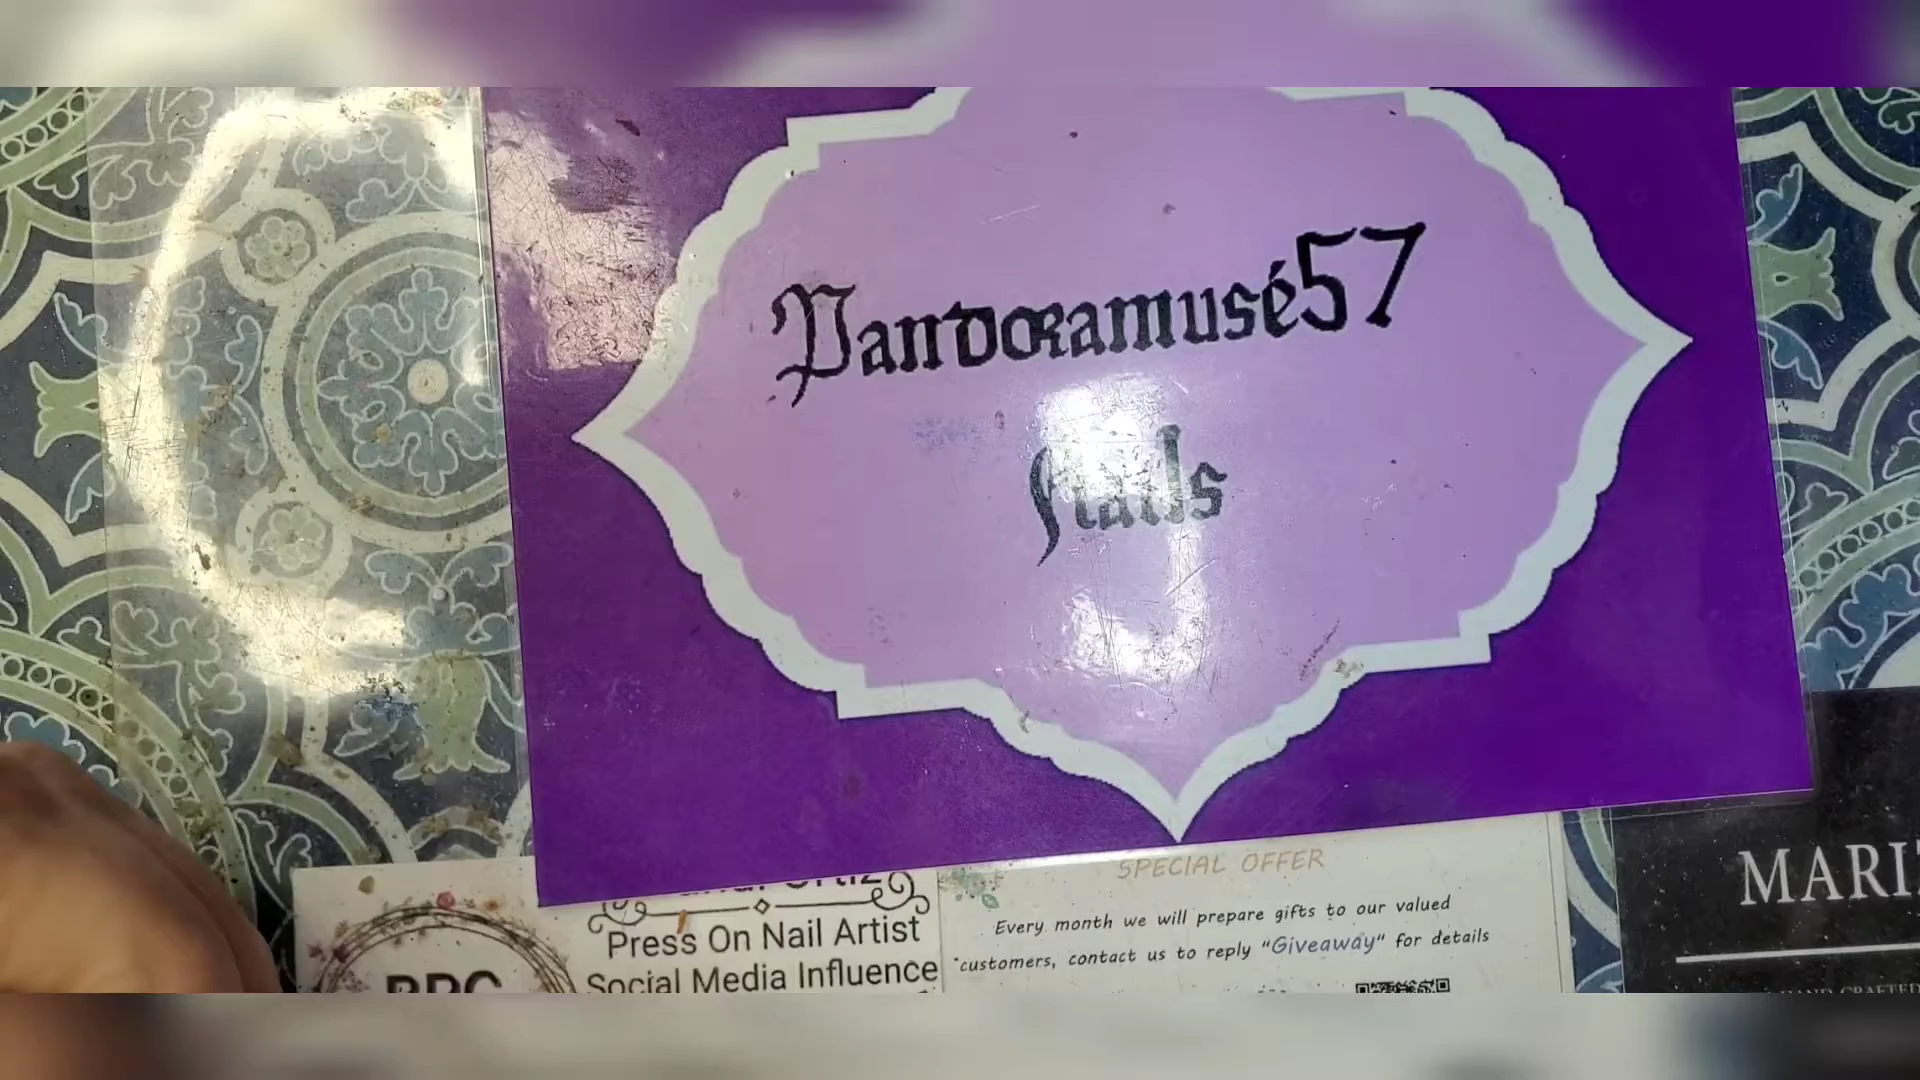 Pandoramusé57
Nails
Press On Nail Artist
Social Media Influence
SPECIAL OFFER
Every month we will prepare gifts to our valued
customers, contact us to reply "Giveaway" for details